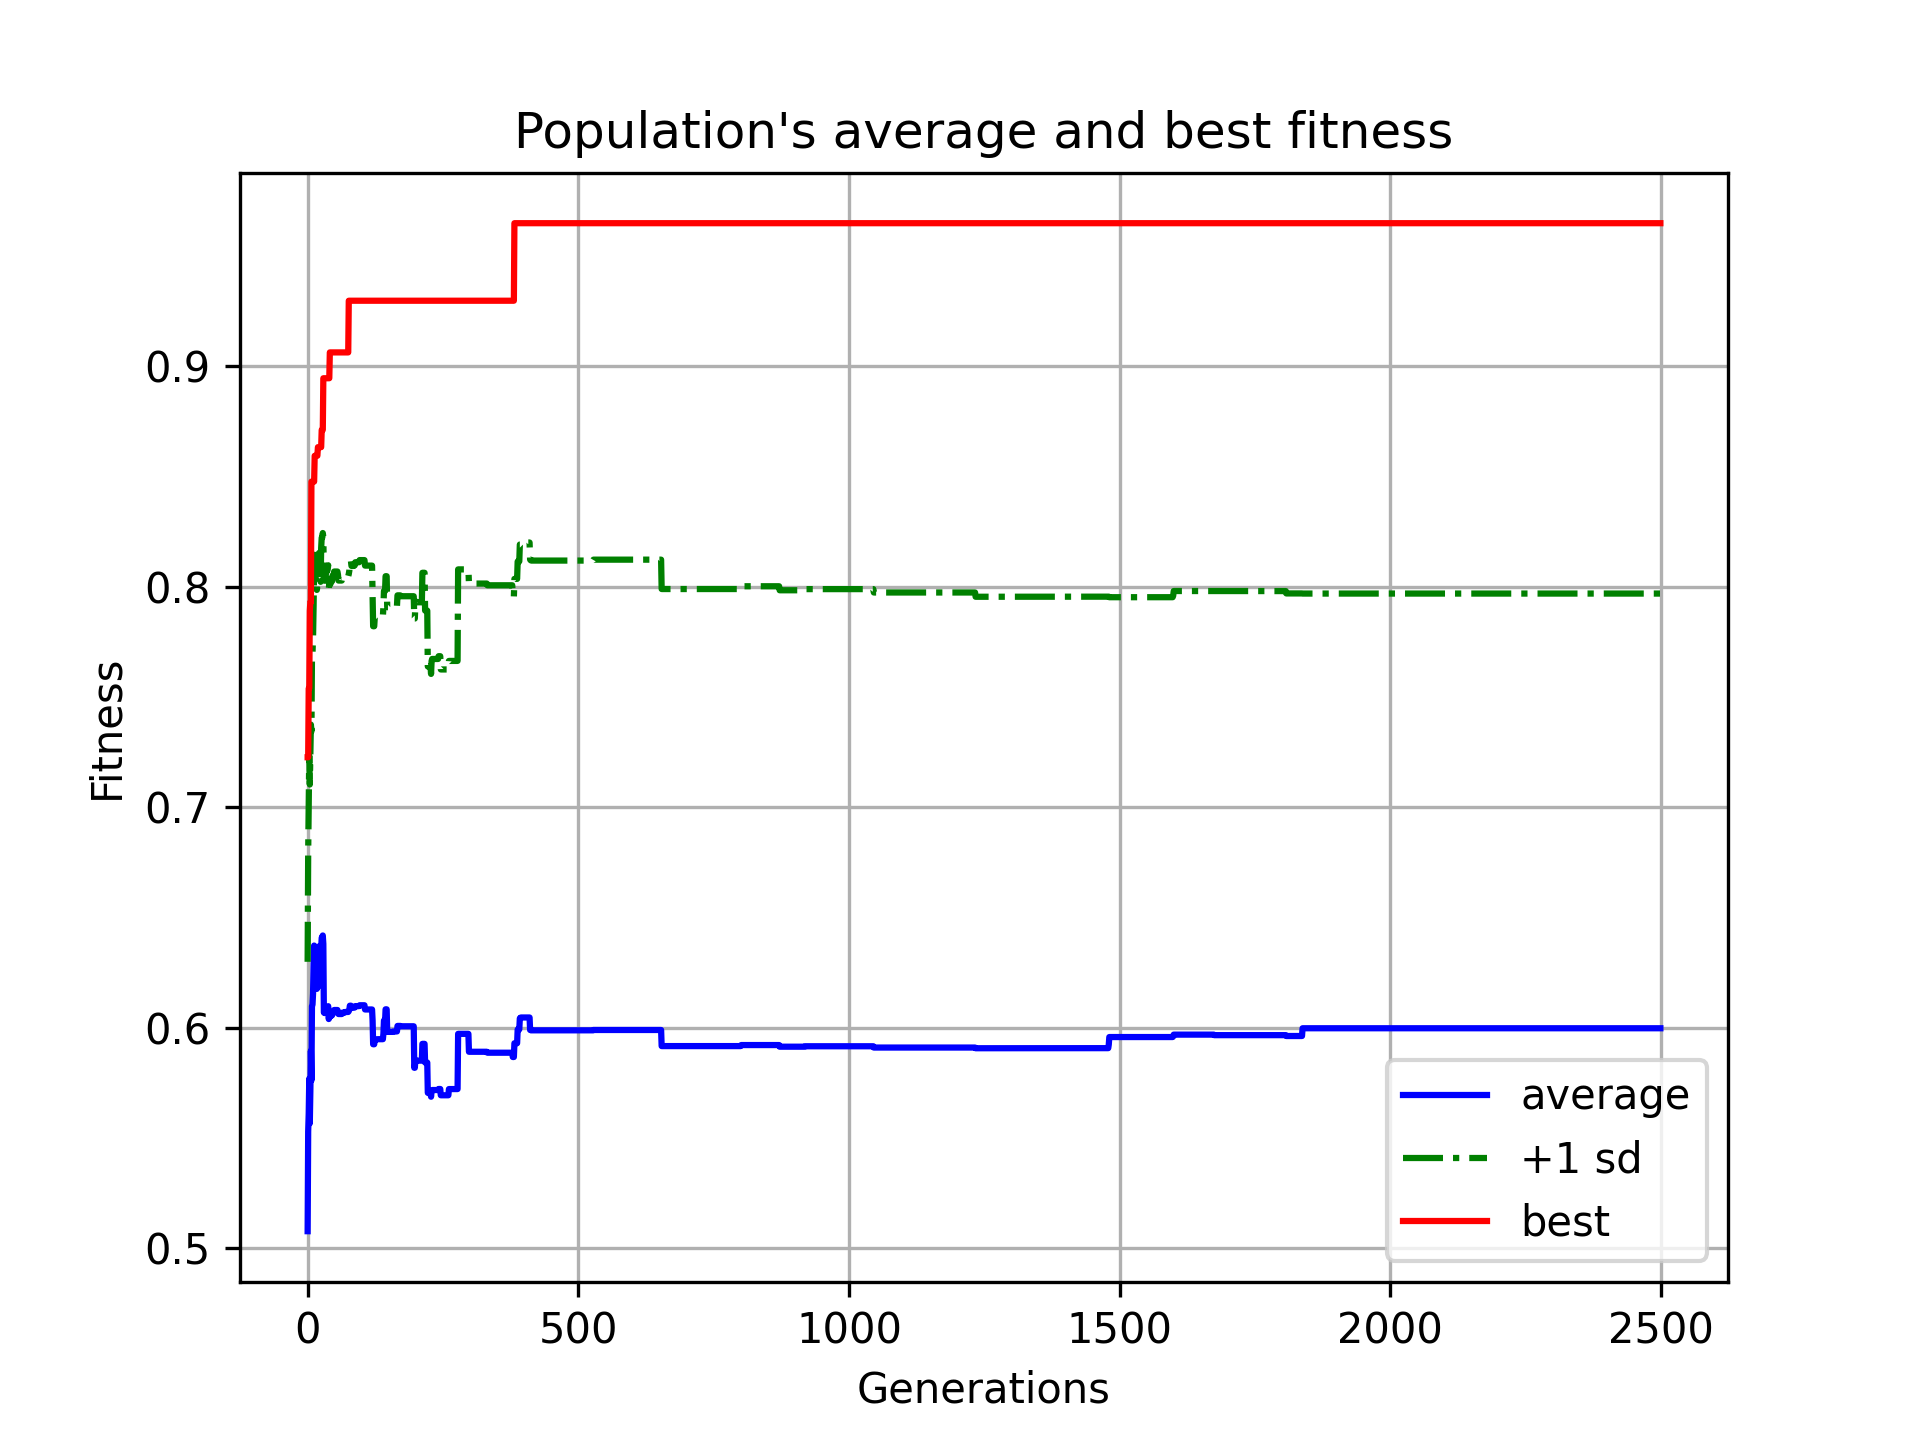 Population's average and best fitness
Fitness
0.9
0.8
0.7
0.6
0.5
0 500 1000 1500 2000 2500
Generations
average
+1 sd
best